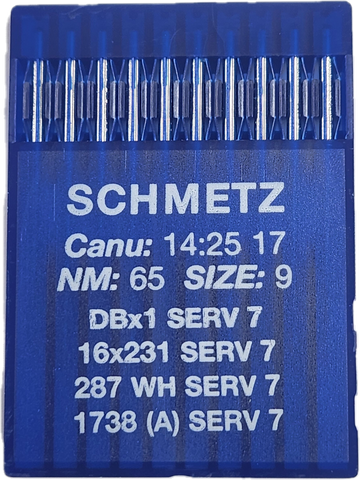 SCHMETZ
Canu: 14:25 17
NM: 65 SIZE: 9
DBx1 SERV 7
16x231 SERV 7
287 WH SERV 7
1738 (A) SERV 7